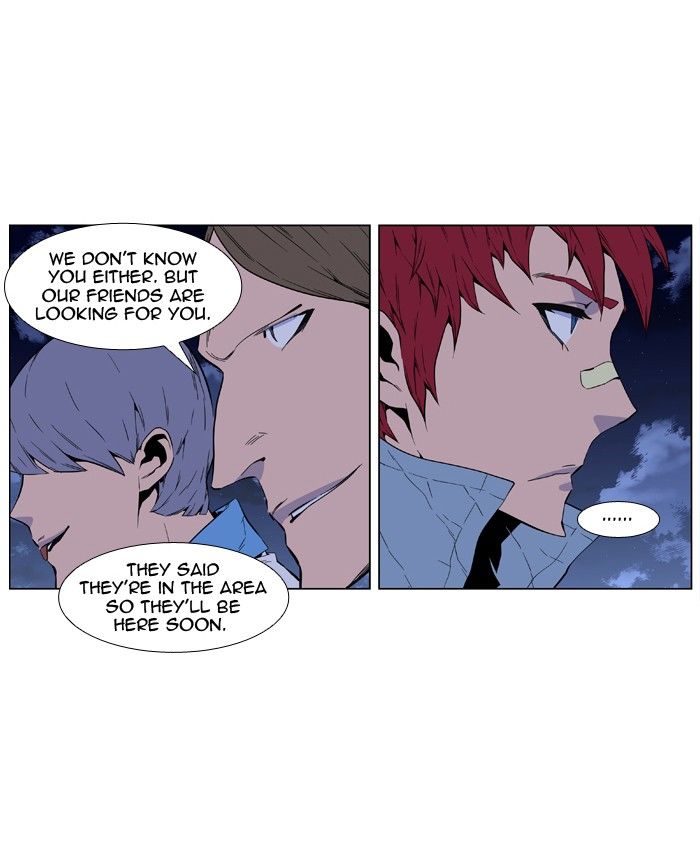 WE DON'T KNOW
YOU EITHER. BUT
OUR FRIENDS ARE
LOOKING FOR YOU.
THEY SAID
THEY'RE IN THE AREA
SO THEY'LL BE
HERE SOON.
......